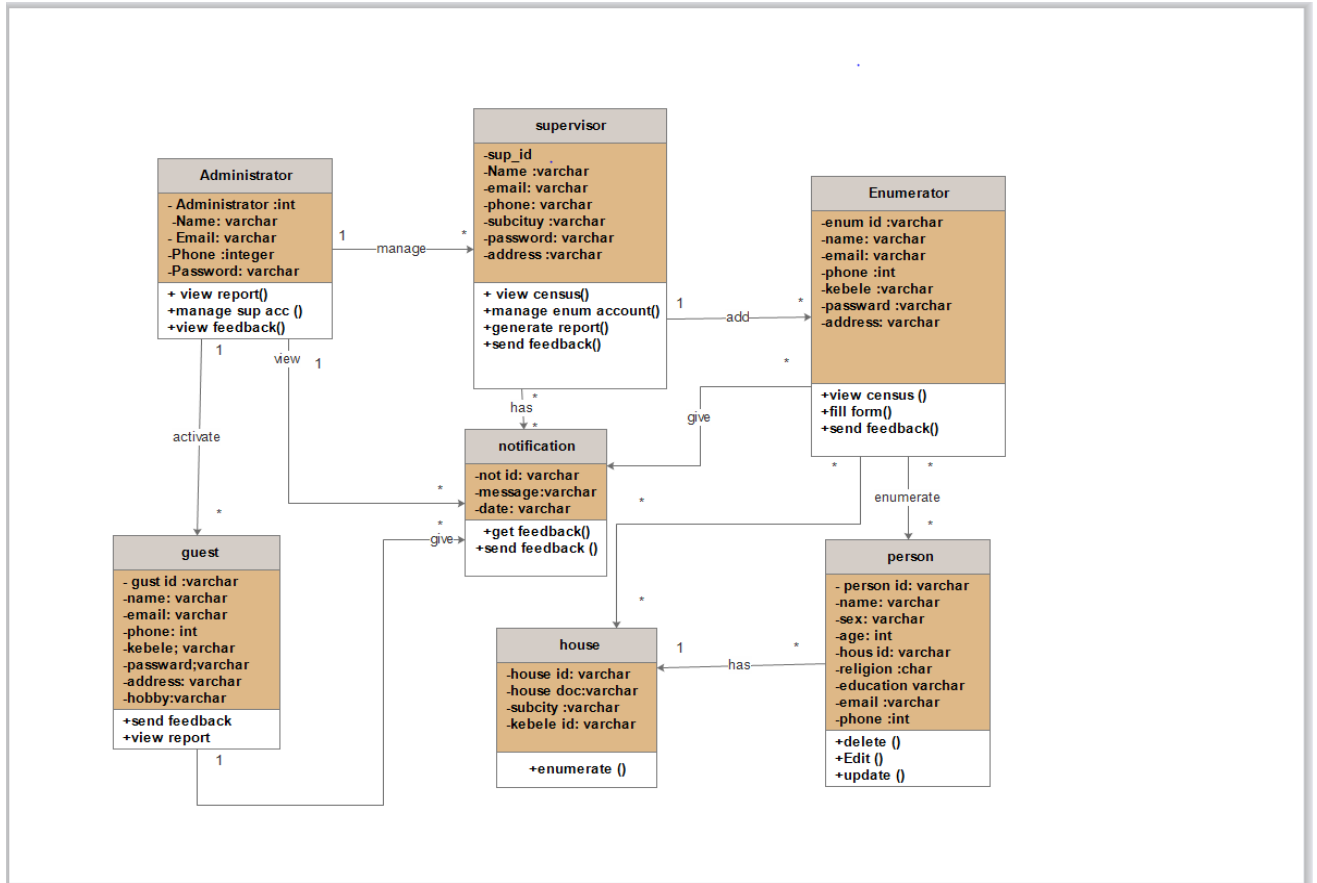 supervisor
-sup_id
-Name :varchar
-email: varchar
-phone: varchar
-subcituy :varchar
-password: varchar
-address :varchar
+ view census()
+manage enum account()
+generate report()
+send feedback()
Administrator
- Administrator :int
-Name: varchar
- Email: varchar
-Phone :integer
-Password: varchar
+ view report()
+manage sup acc ()
+view feedback()
Enumerator
-enum id :varchar
-name: varchar
-email: varchar
-phone :int
-kebele :varchar
-passward :varchar
-address: varchar
+view census ()
+fill form()
+send feedback()
1
manage
*
1
add
*
1
view
1
activate
*
*
has
*
*
give
*
notification
-not id: varchar
-message:varchar
-date: varchar
+get feedback()
+send feedback ()
*
give
*
*
*
enumerate
*
*
guest
- gust id :varchar
-name: varchar
-email: varchar
-phone: int
-kebele; varchar
-passward;varchar
-address: varchar
-hobby:varchar
+send feedback
+view report
1
house
-house id: varchar
-house doc:varchar
-subcity :varchar
-kebele id: varchar
+enumerate ()
1
has
*
person
- person id: varchar
-name: varchar
-sex: varchar
-age: int
-hous id: varchar
-religion :char
-education varchar
-email :varchar
-phone :int
+delete ()
+Edit ()
+update ()